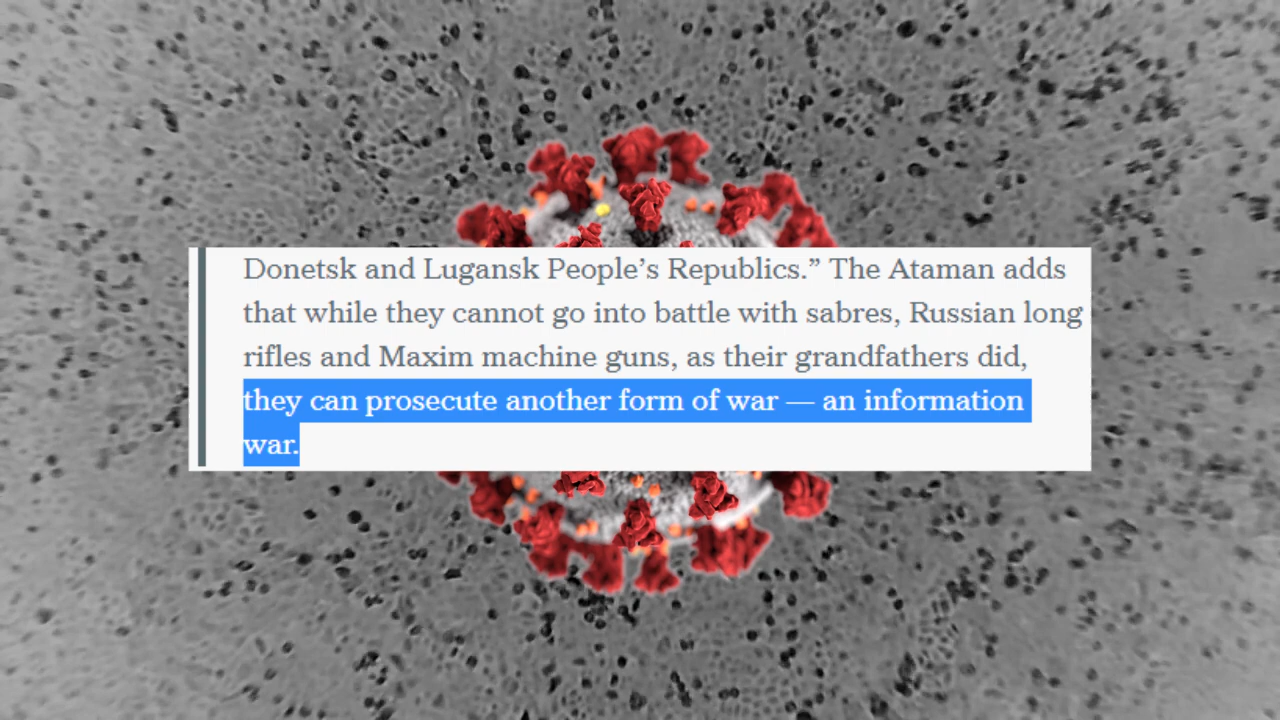 Donetsk and Lugansk People’s Republics.” The Ataman adds
that while they cannot go into battle with sabres, Russian long
rifles and Maxim machine guns, as their grandfathers did,
they can prosecute another form of war — an information
war.